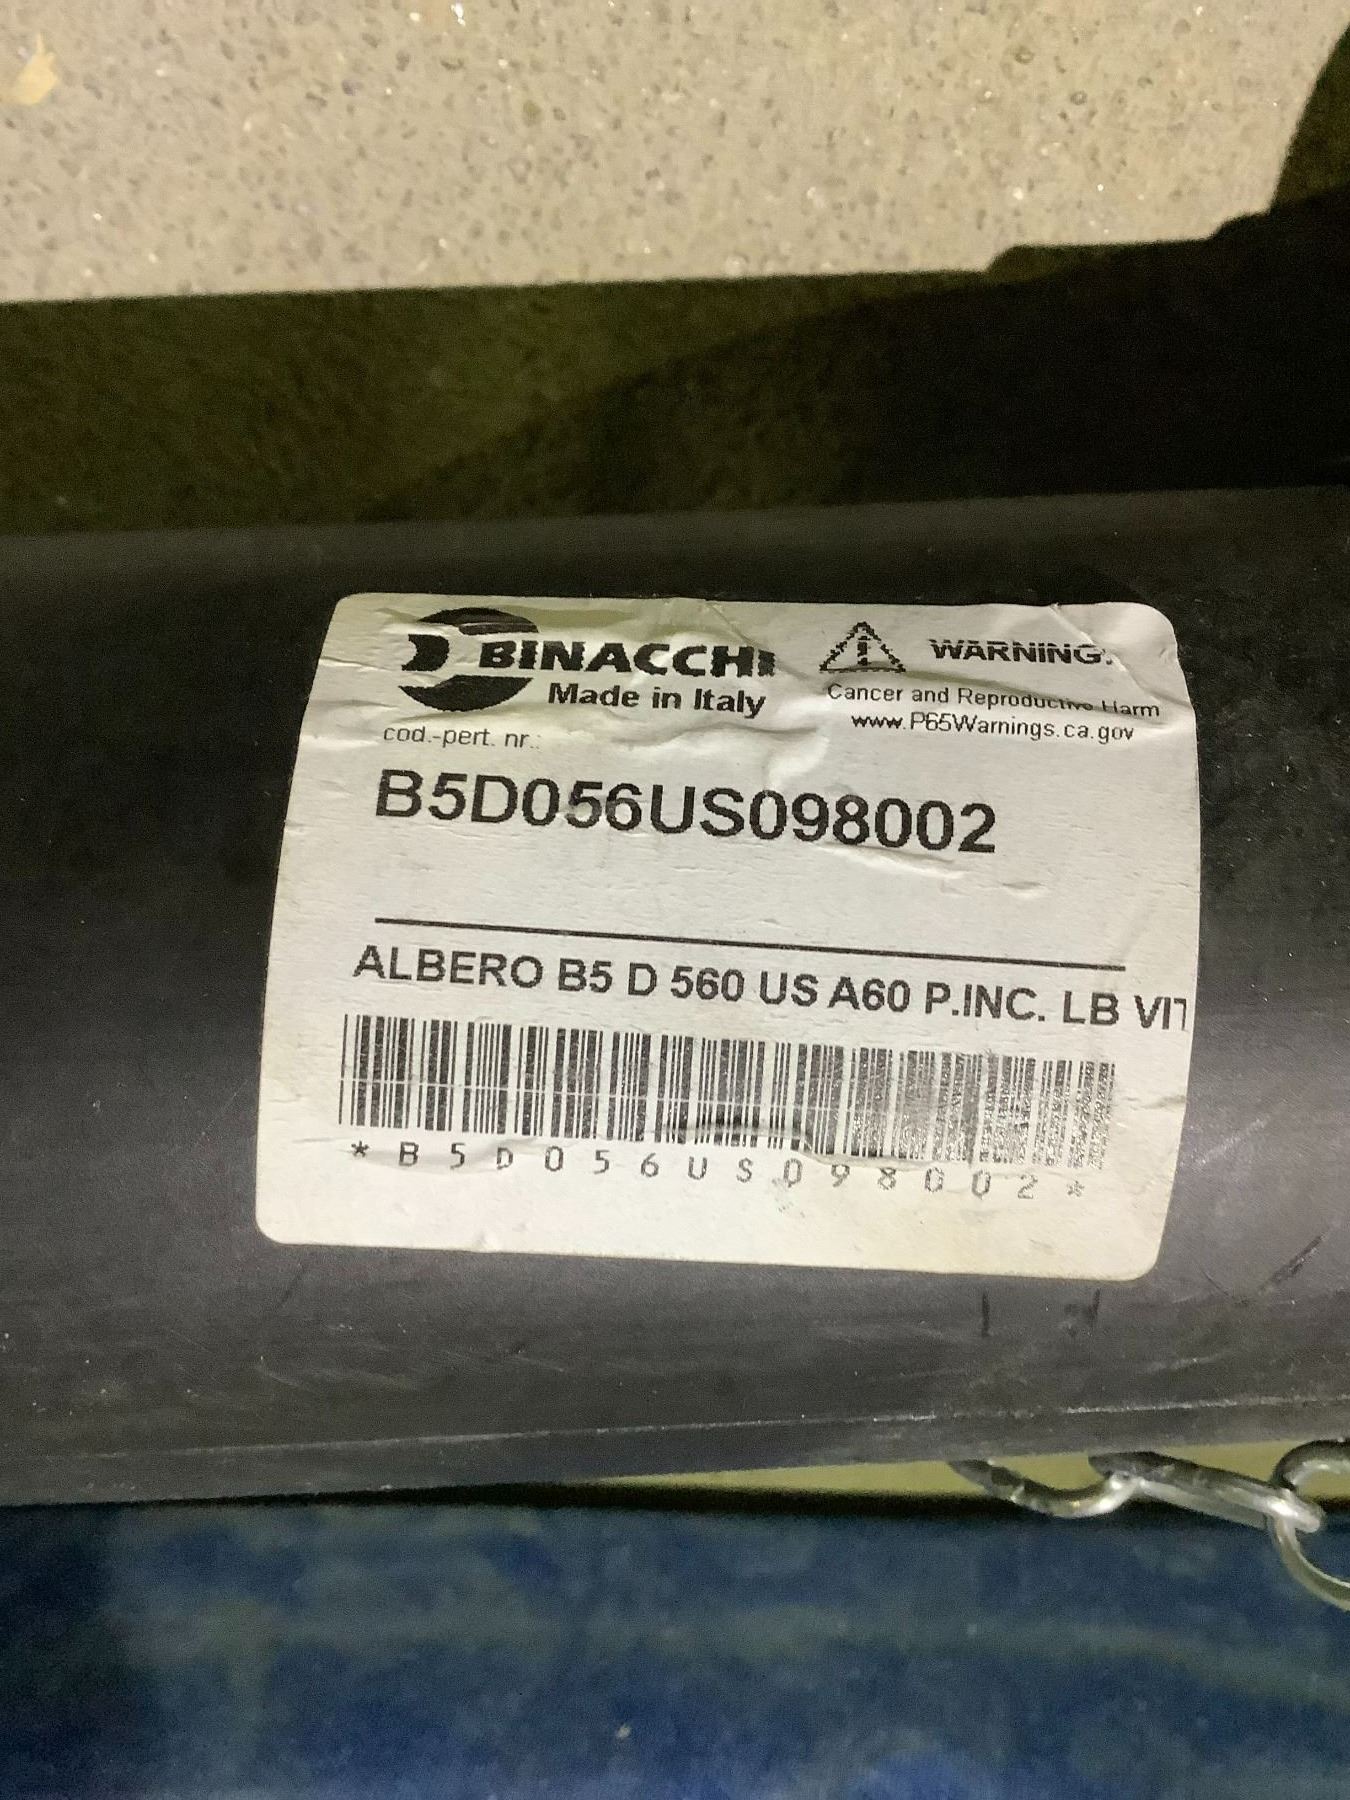 BINACCHI
Made in Italy
WARNING:
Cancer and Reproductive Harm
www.P65Warnings.ca.gov
cod.-pert. nr.:
B5D056US098002
ALBERO B5 D 560 US A60 P.INC. LB VIT
*B5D056US098002*